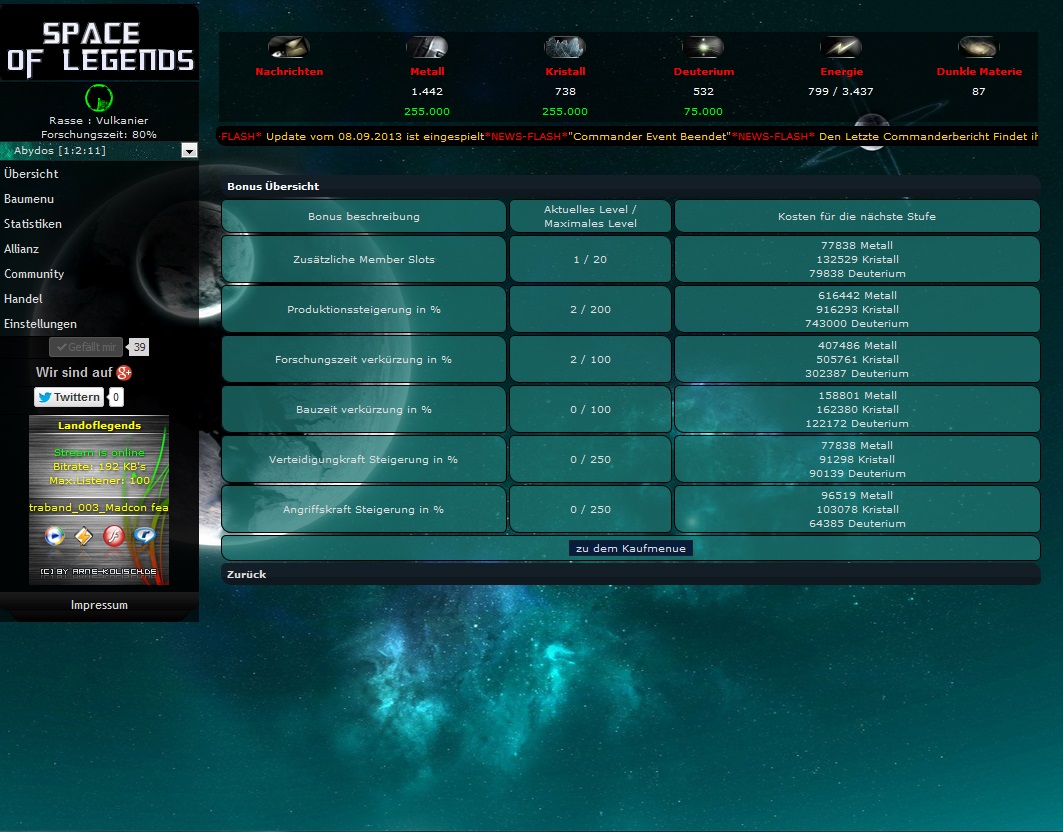 SPACE
OF LEGENDS
Rasse : Vulkanier
Forschungszeit: 80%
Abydos [1:2:11]
Übersicht
Baumenu
Statistiken
Allianz
Community
Handel
Einstellungen
Gefällt mir 39
Wir sind auf g+
Twittern 0
Landoflegends
Stream is online
Bitrate: 192 KB's
Max.Listener: 100
traband_003_Madcon fea
(C) BY ARNE-KOLISCH.DE
Impressum
Nachrichten Metall Kristall Deuterium Energie Dunkle Materie
1.442 738 532 799 / 3.437 87
255.000 255.000 75.000
-FLASH* Update vom 08.09.2013 ist eingespielt*NEWS-FLASH*"Commander Event Beendet"*NEWS-FLASH* Den Letzte Commanderbericht Findet ih
Bonus Übersicht
Bonus beschreibung
Aktuelles Level /
Maximales Level
Kosten für die nächste Stufe
Zusätzliche Member Slots
1 / 20
77838 Metall
132529 Kristall
79838 Deuterium
Produktionssteigerung in %
2 / 200
616442 Metall
916293 Kristall
743000 Deuterium
Forschungszeit verkürzung in %
2 / 100
407486 Metall
505761 Kristall
302387 Deuterium
Bauzeit verkürzung in %
0 / 100
158801 Metall
162380 Kristall
122172 Deuterium
Verteidigungkraft Steigerung in %
0 / 250
77838 Metall
91298 Kristall
90139 Deuterium
Angriffskraft Steigerung in %
0 / 250
96519 Metall
103078 Kristall
64385 Deuterium
zu dem Kaufmenue
Zurück